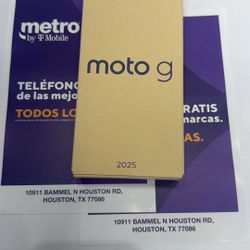 metro
by T Mobile
TELÉFONO
de las mejo
TODOS LO
moto g
2025
RATIS
marcas.
AS.
10911 BAMMEL N HOUSTON RD,
HOUSTON, TX 77086
10911 BAMMEL N HOUSTON RD,
HOUSTON, TX 77086